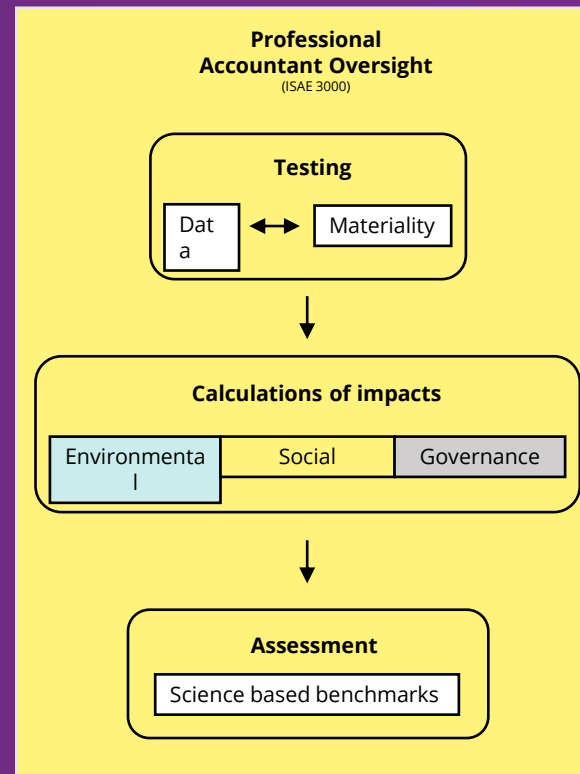 Professional
Accountant Oversight
(ISAE 3000)
Testing
Dat
a
Materiality
Calculations of impacts
Environmenta
l
Social
Governance
Assessment
Science based benchmarks